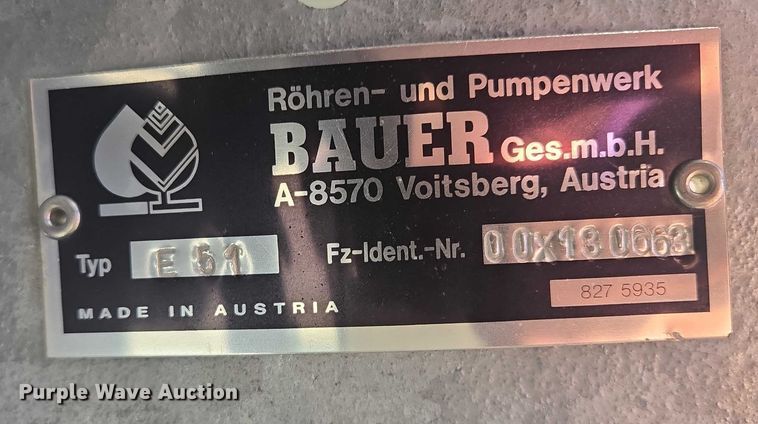 Röhren- und Pumpenwerk
BAUER Ges.m.b.H.
A-8570 Voitsberg, Austria
Typ E51 Fz-Ident.-Nr. 00X130663
827 5935
MADE IN AUSTRIA
Purple Wave Auction